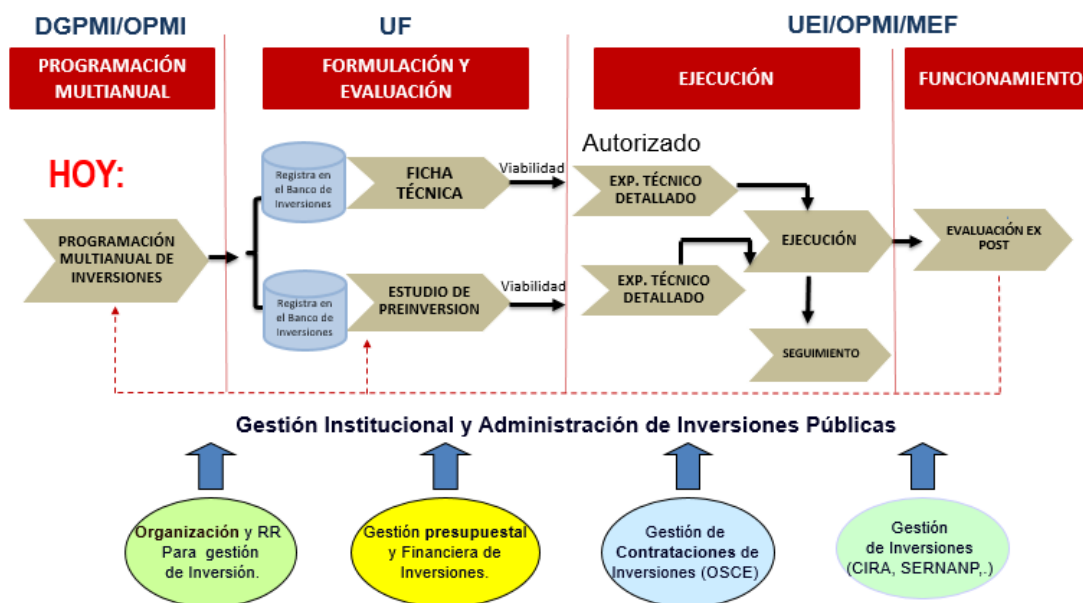 DGPMI/OPMI
UF
UEI/OPMI/MEF
PROGRAMACIÓN
MULTIANUAL
FORMULACIÓN Y
EVALUACIÓN
EJECUCIÓN
FUNCIONAMIENTO
HOY:
Autorizado
Registra en
el Banco de
Inversiones
FICHA
TÉCNICA
Viabilidad
EXP. TÉCNICO
DETALLADO
PROGRAMACIÓN
MULTIANUAL DE
INVERSIONES
EJECUCIÓN
EVALUACIÓN EX
POST
Registra en
el Banco de
Inversiones
ESTUDIO DE
PREINVERSION
Viabilidad
EXP. TÉCNICO
DETALLADO
SEGUIMIENTO
Gestión Institucional y Administración de Inversiones Públicas
Organización y RR
Para gestión
de Inversión.
Gestión presupuestal
y Financiera de
Inversiones.
Gestión de
Contrataciones de
Inversiones (OSCE)
Gestión
de Inversiones
(CIRA, SERNANP,.)